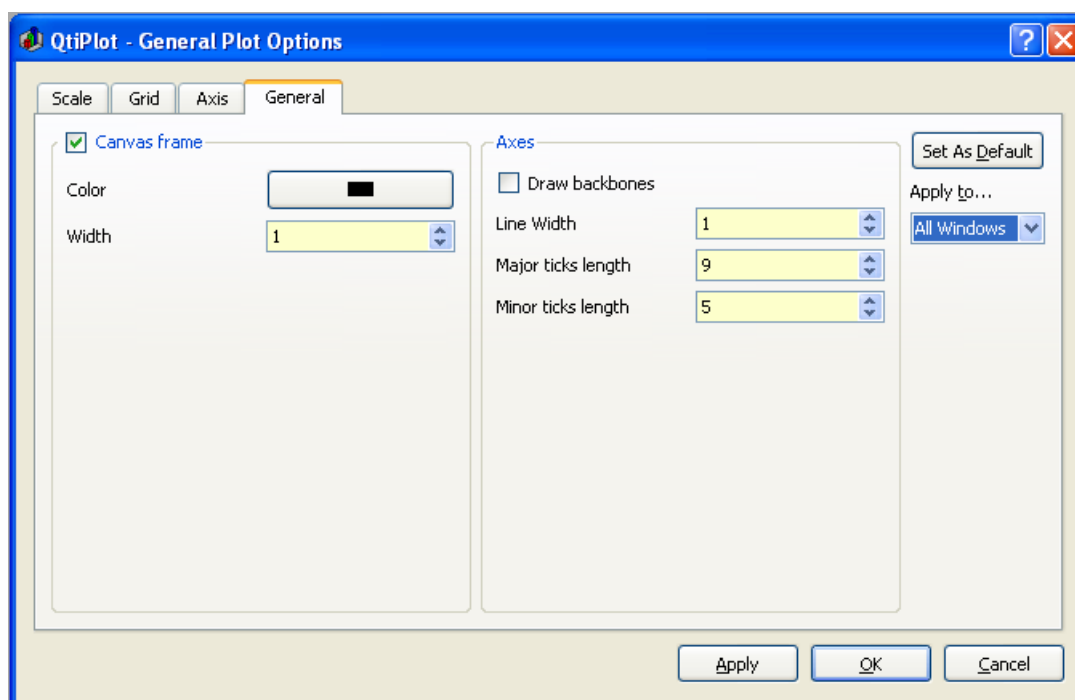 QtiPlot - General Plot Options
Scale Grid Axis General
Canvas frame
Color
Width 1
Axes
Draw backbones
Line Width 1
Major ticks length 9
Minor ticks length 5
Set As Default
Apply to...
All Windows
Apply OK Cancel